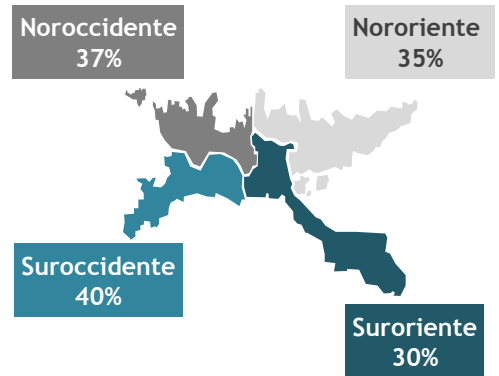 Noroccidente
37%
Nororiente
35%
Suroccidente
40%
Suroriente
30%